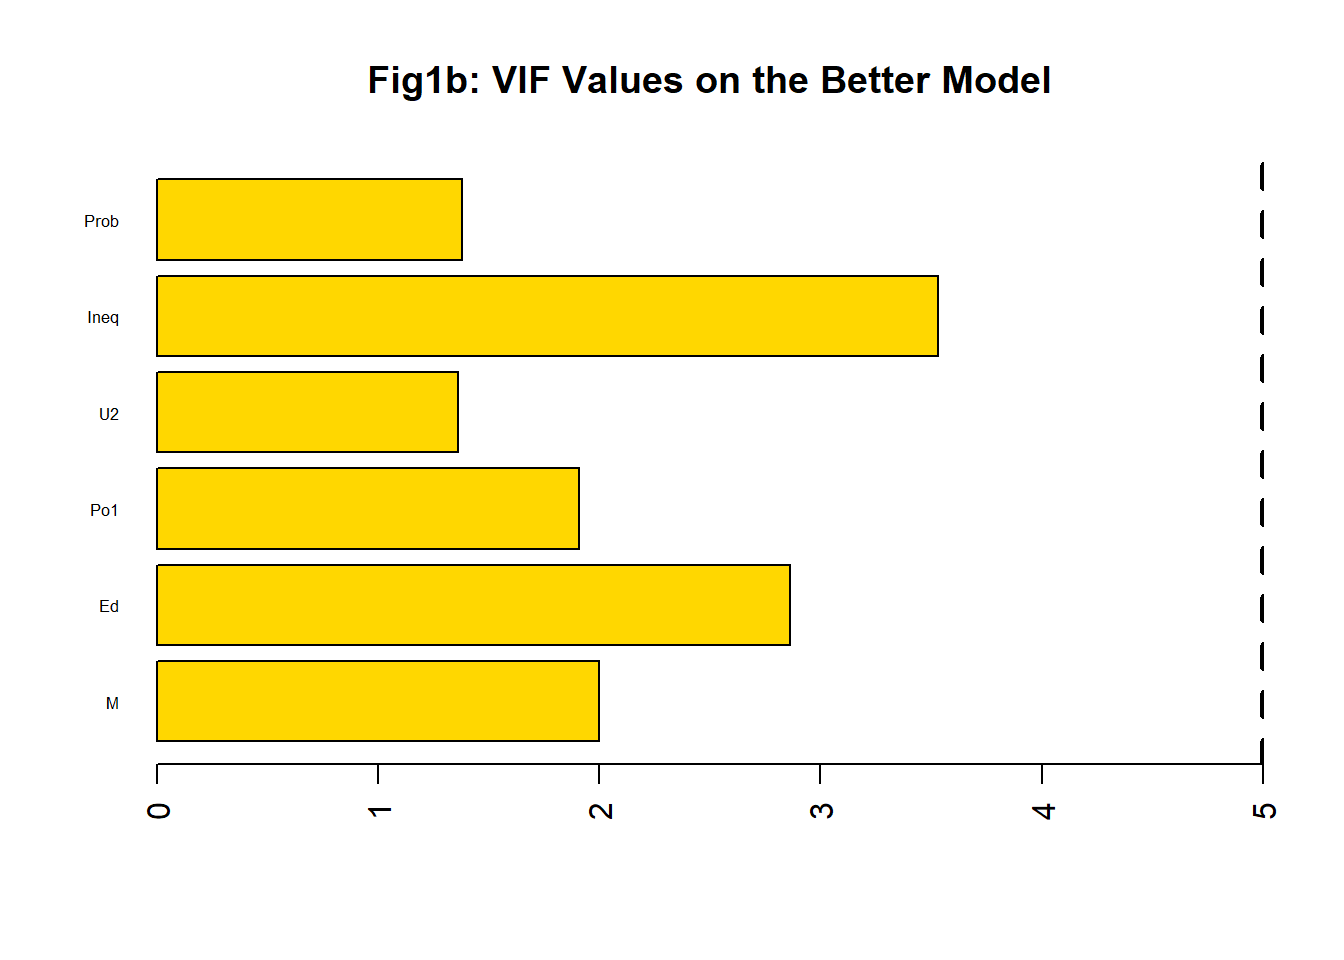 Fig1b: VIF Values on the Better Model
Prob
Ineq
U2
Po1
Ed
M
0 1 2 3 4 5